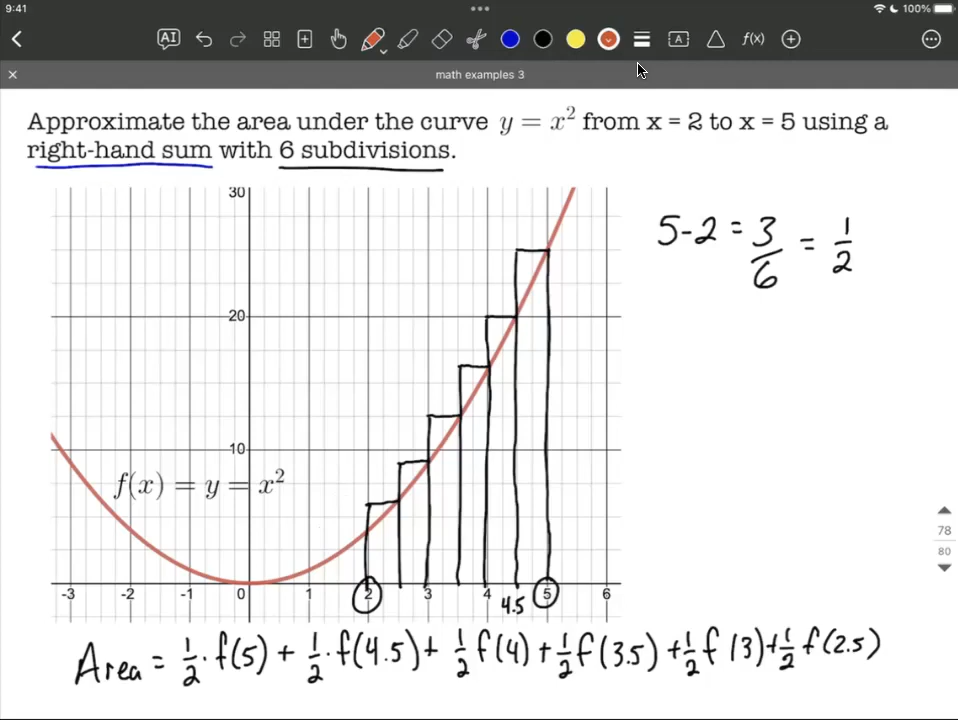 9:41
100%
AI
A
f(x)
math examples 3
Approximate the area under the curve y = x² from x = 2 to x = 5 using a
right-hand sum with 6 subdivisions.
5-2 = 3/6 = 1/2
30
20
10
f(x) = y = x²
-3 -2 -1 0 1 2 3 4 4.5 5 6
78
80
Area = 1/2 · f(5) + 1/2 · f(4.5) + 1/2 f(4) + 1/2 f(3.5) + 1/2 f(3) + 1/2 f(2.5)